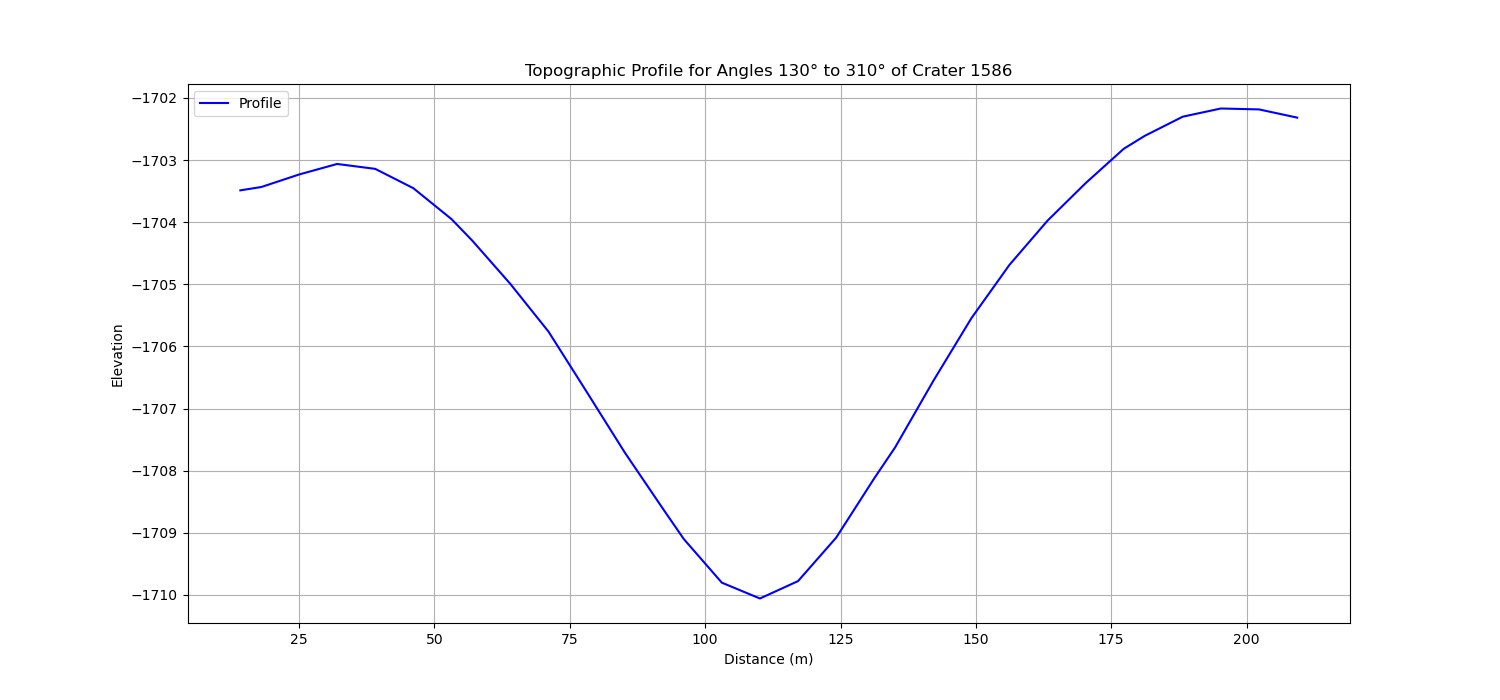 Topographic Profile for Angles 130° to 310° of Crater 1586
Profile
−1702
−1703
−1704
−1705
−1706
−1707
−1708
−1709
−1710
Elevation
25 50 75 100 125 150 175 200
Distance (m)